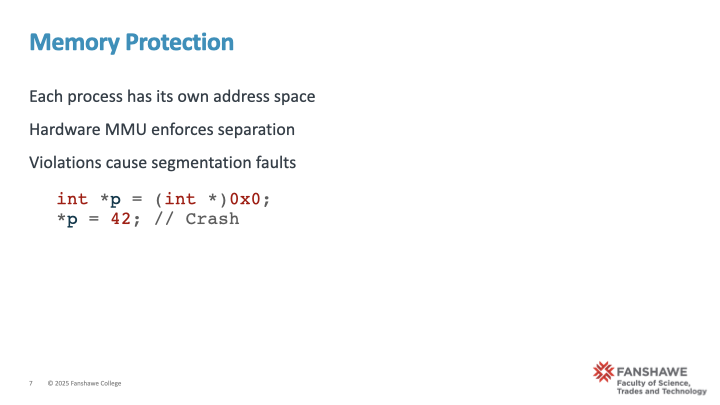 Memory Protection
Each process has its own address space
Hardware MMU enforces separation
Violations cause segmentation faults
int *p = (int *)0x0;
*p = 42; // Crash
7 © 2025 Fanshawe College
FANSHAWE
Faculty of Science,
Trades and Technology